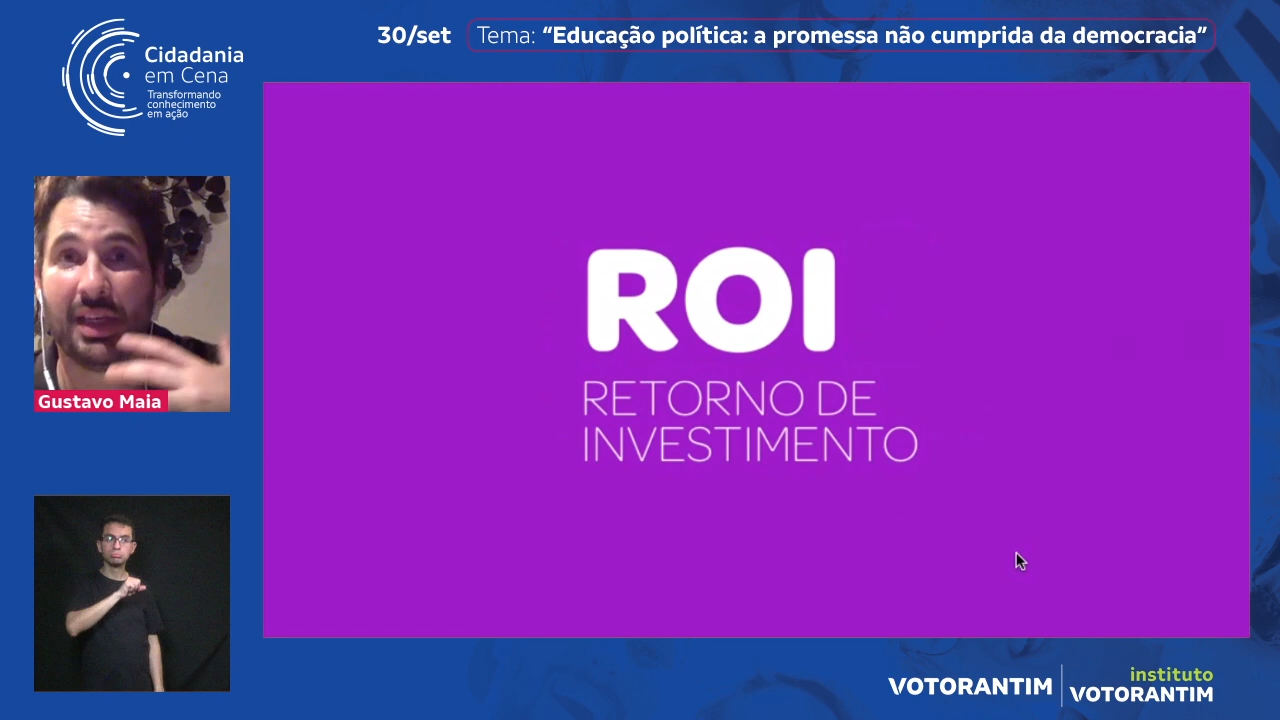 Cidadania
em Cena
Transformando
conhecimento
em ação
30/set
Tema: “Educação política: a promessa não cumprida da democracia”
ROI
RETORNO DE
INVESTIMENTO
Gustavo Maia
VOTORANTIM
instituto
VOTORANTIM